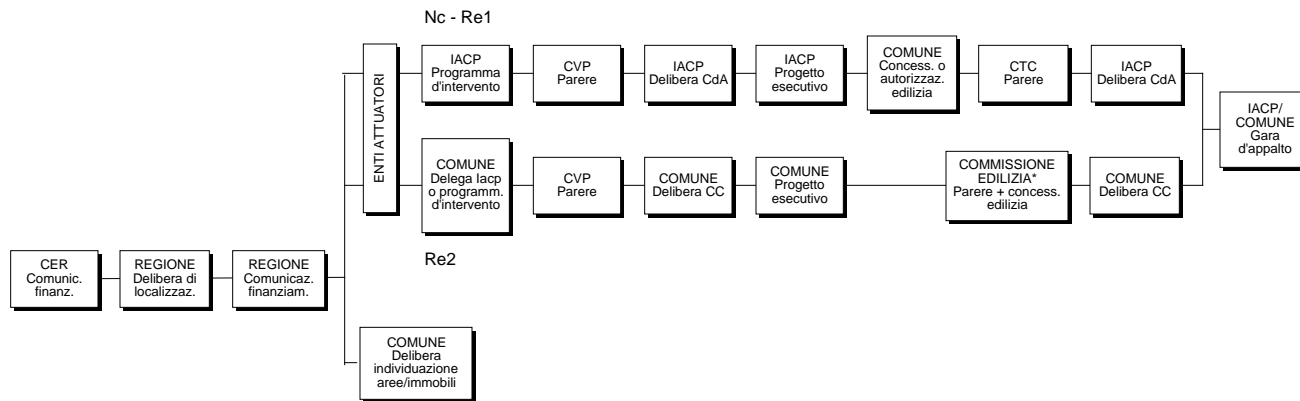 Nc - Re1
ENTI ATTUATORI
IACP
Programma
d'intervento
CVP
Parere
IACP
Delibera CdA
IACP
Progetto
esecutivo
COMUNE
Concess. o
autorizzaz.
edilizia
CTC
Parere
IACP
Delibera CdA
IACP/
COMUNE
Gara
d'appalto
COMUNE
Delega Iacp
o programm.
d'intervento
CVP
Parere
COMUNE
Delibera CC
COMUNE
Progetto
esecutivo
COMMISSIONE
EDILIZIA*
Parere + concess.
edilizia
COMUNE
Delibera CC
Re2
CER
Comunic.
finanz.
REGIONE
Delibera di
localizzaz.
REGIONE
Comunicaz.
finanziam.
COMUNE
Delibera
individuazione
aree/immobili